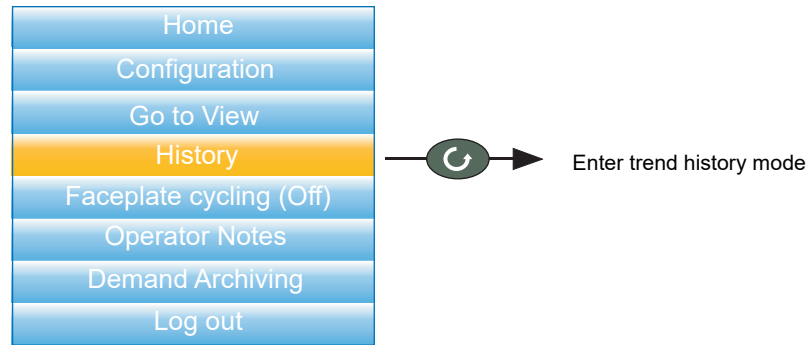 Home
Configuration
Go to View
History
Enter trend history mode
Faceplate cycling (Off)
Operator Notes
Demand Archiving
Log out